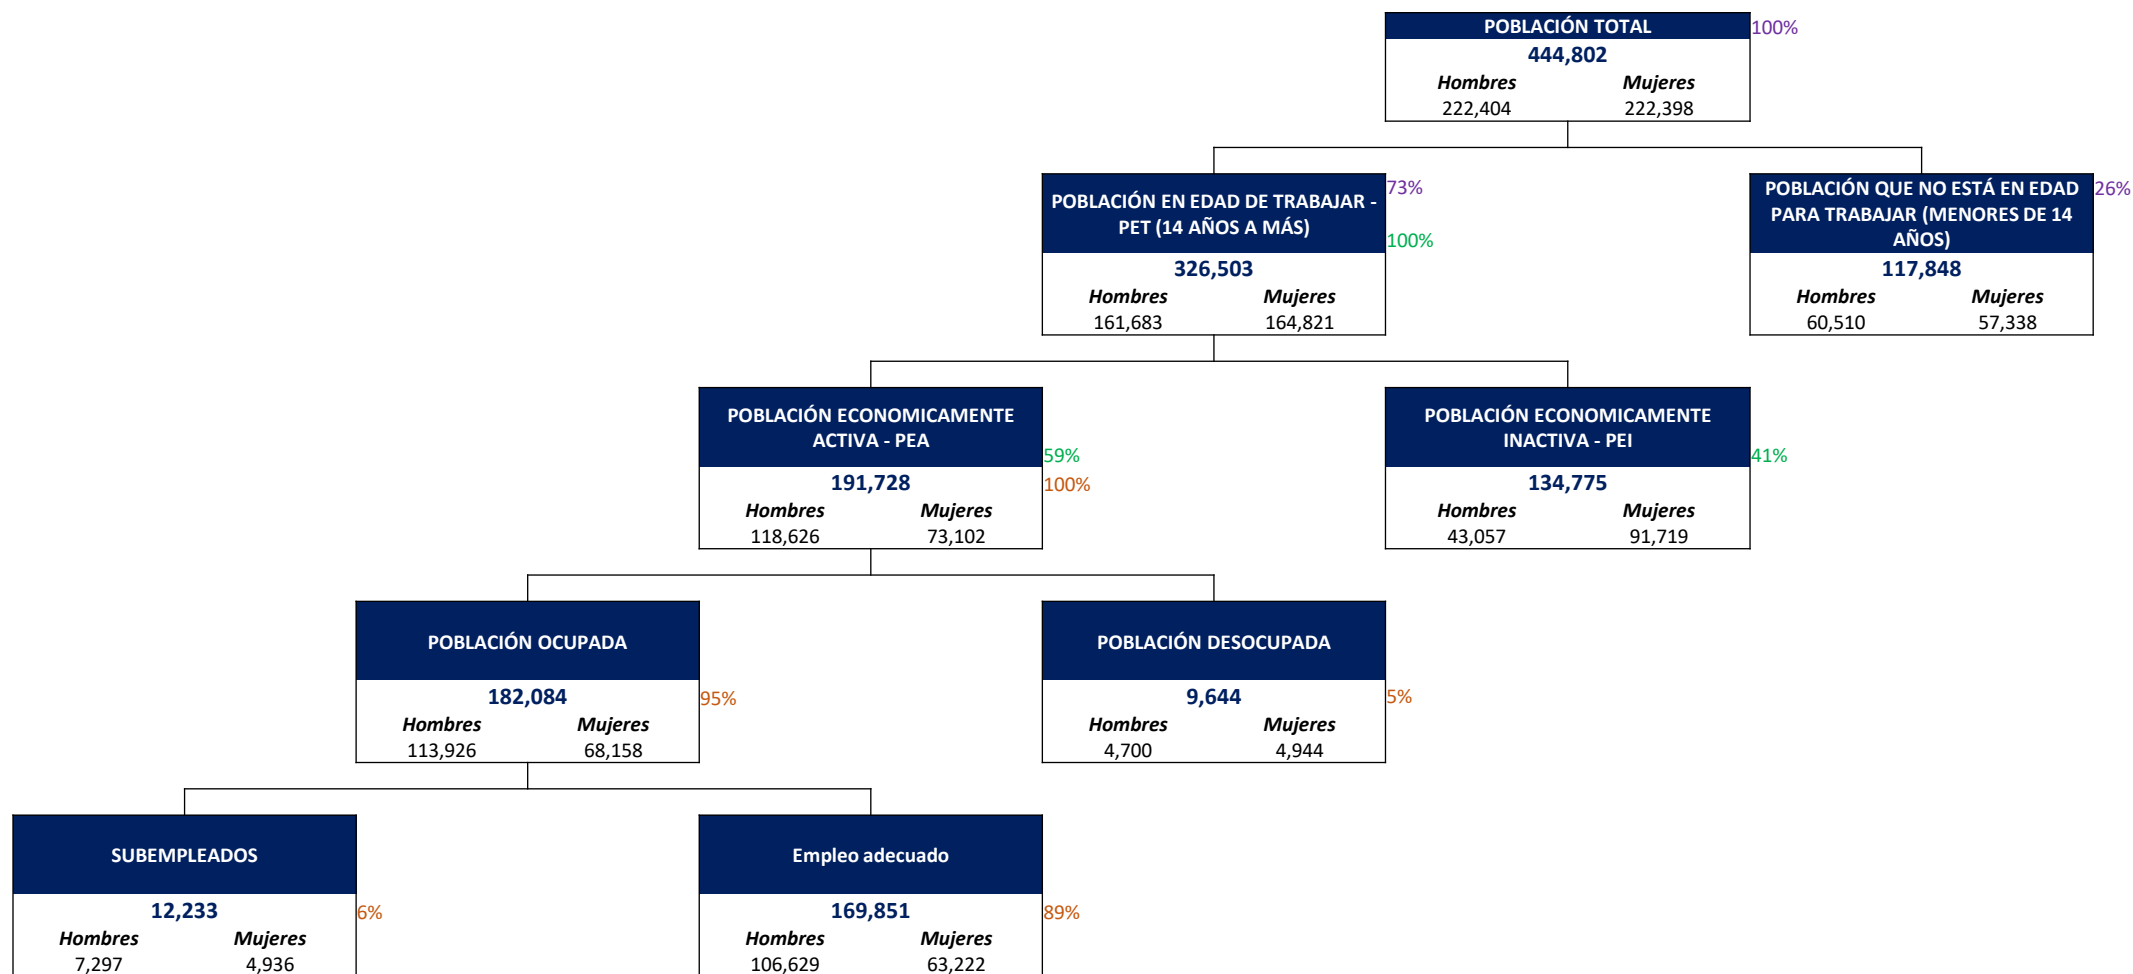 POBLACIÓN TOTAL
100%
444,802
Hombres Mujeres
222,404 222,398
POBLACIÓN EN EDAD DE TRABAJAR -
PET (14 AÑOS A MÁS)
73%
100%
326,503
Hombres Mujeres
161,683 164,821
POBLACIÓN QUE NO ESTÁ EN EDAD
PARA TRABAJAR (MENORES DE 14
AÑOS)
26%
117,848
Hombres Mujeres
60,510 57,338
POBLACIÓN ECONOMICAMENTE
ACTIVA - PEA
59%
191,728
100%
Hombres Mujeres
118,626 73,102
POBLACIÓN ECONOMICAMENTE
INACTIVA - PEI
41%
134,775
Hombres Mujeres
43,057 91,719
POBLACIÓN OCUPADA
182,084
95%
Hombres Mujeres
113,926 68,158
POBLACIÓN DESOCUPADA
9,644
5%
Hombres Mujeres
4,700 4,944
SUBEMPLEADOS
12,233
6%
Hombres Mujeres
7,297 4,936
Empleo adecuado
169,851
89%
Hombres Mujeres
106,629 63,222